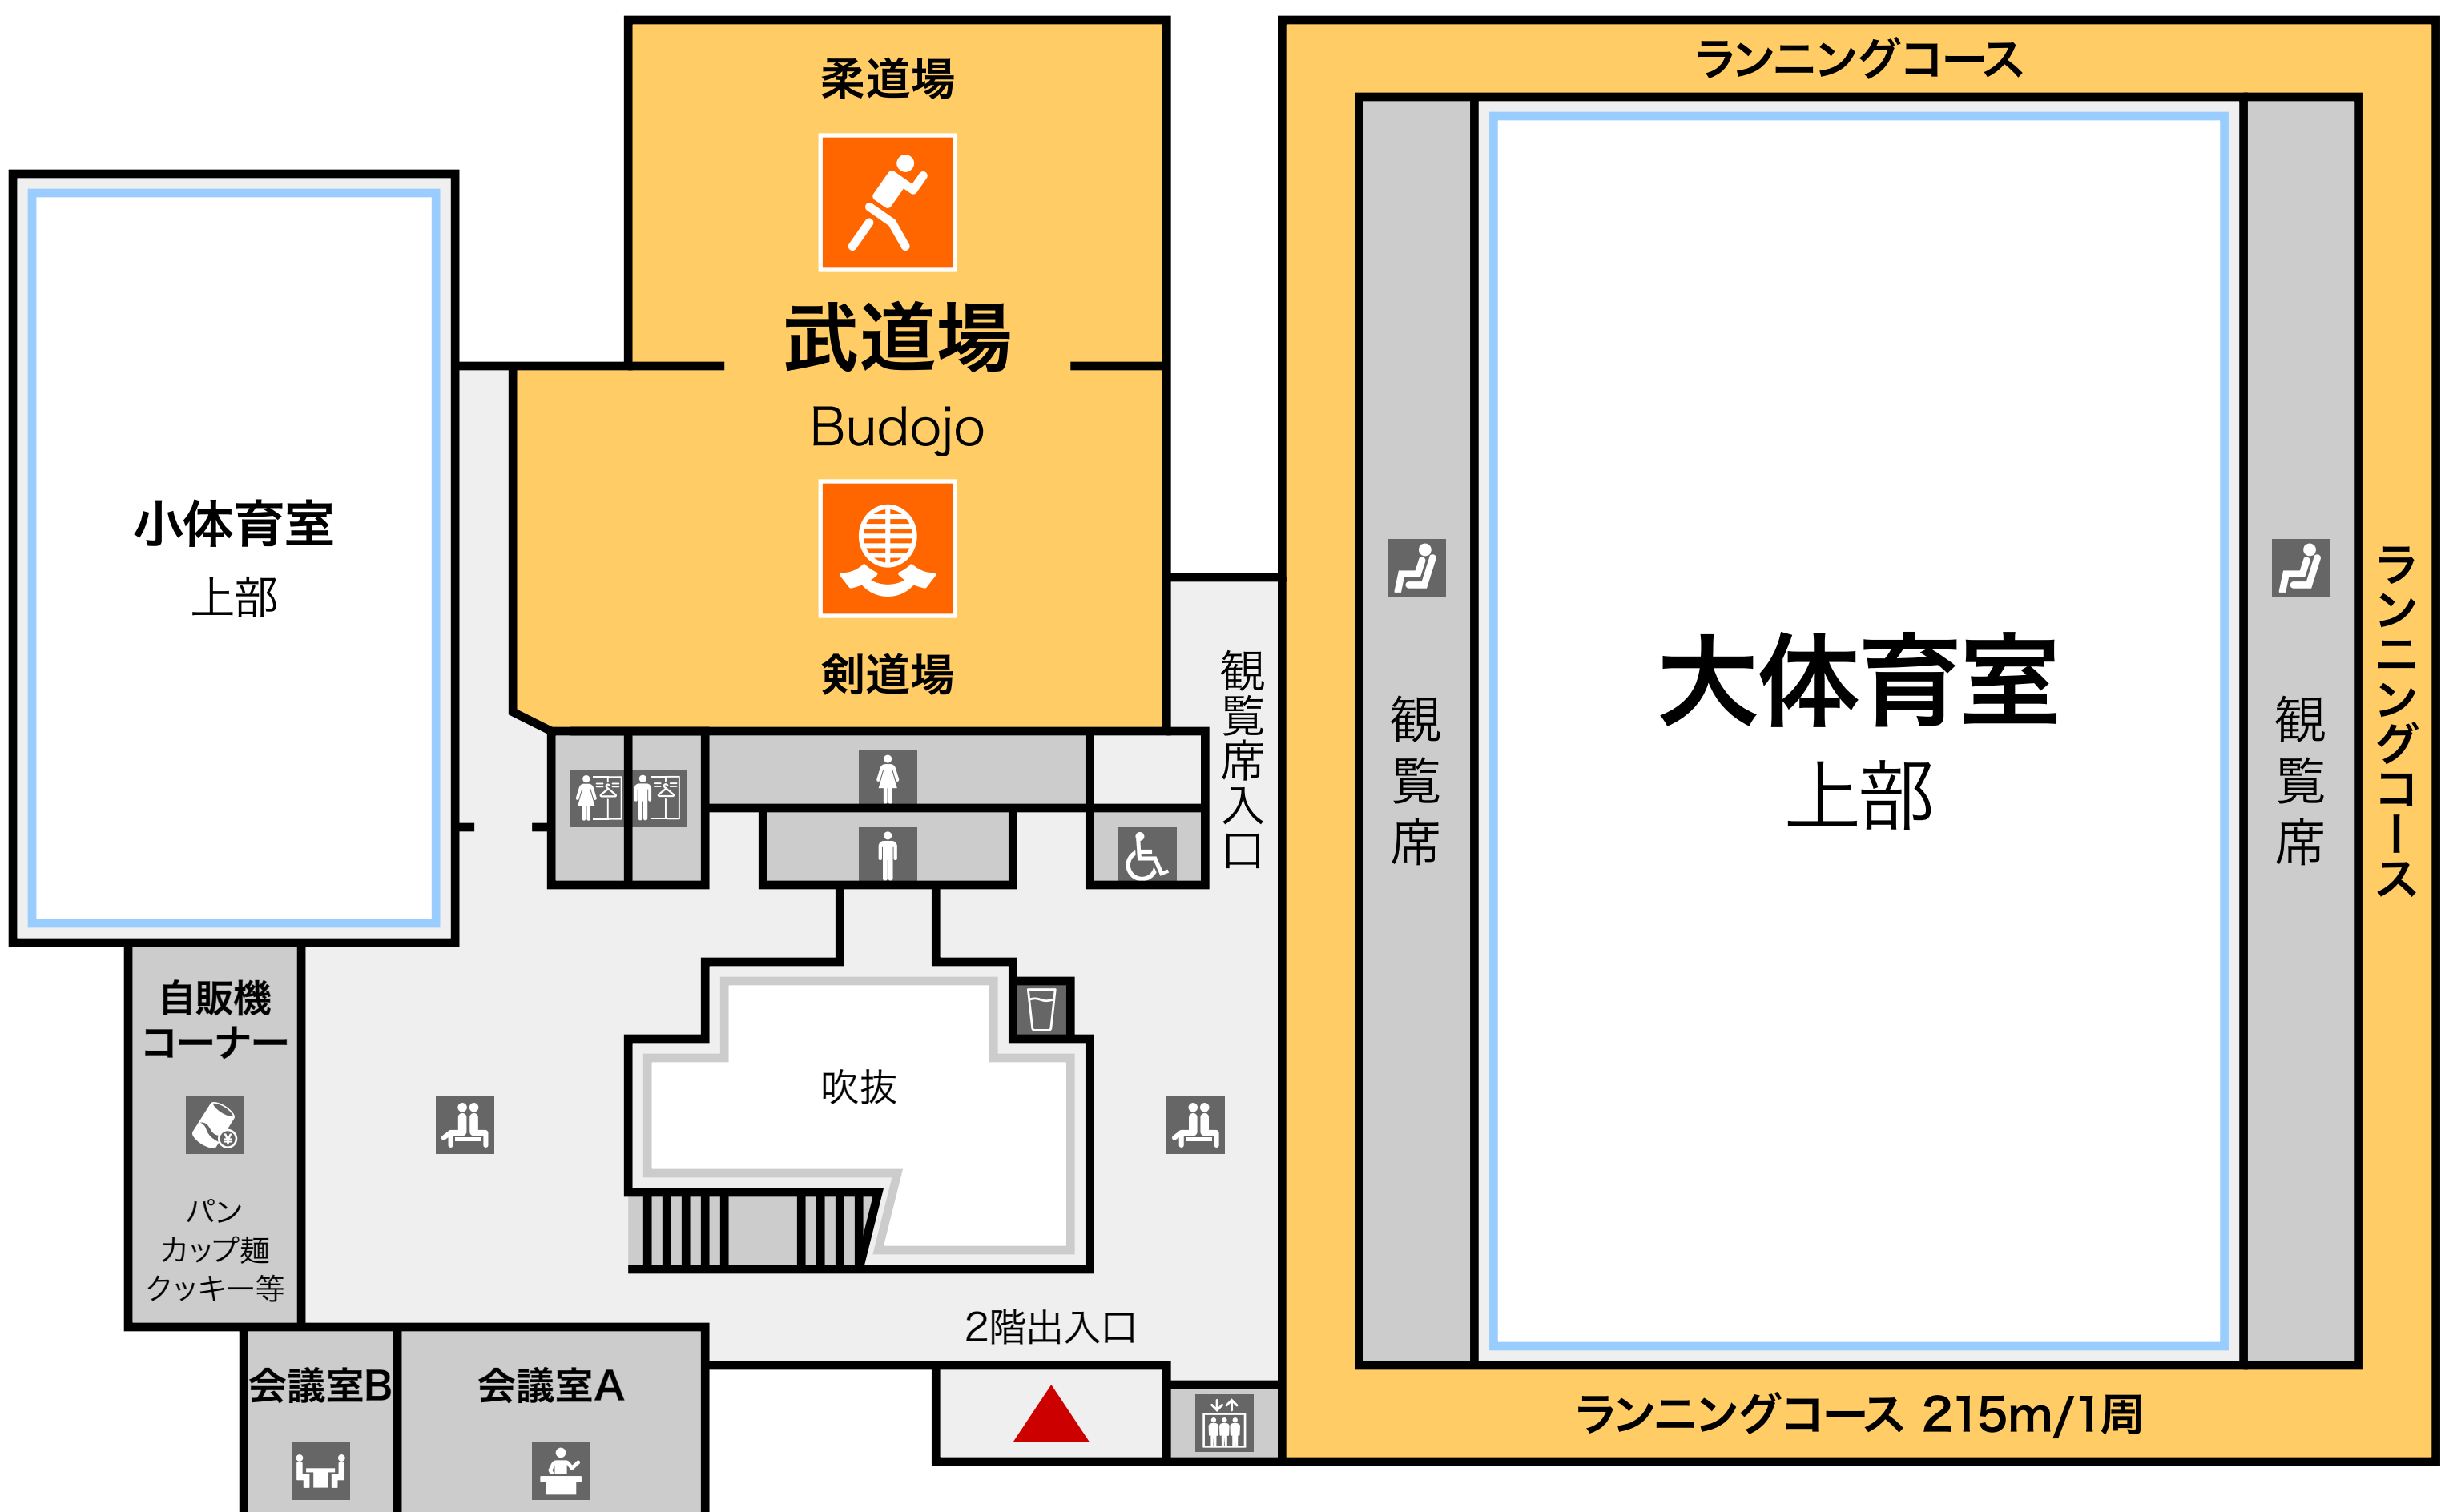 柔道場
武道場
Budojo
剣道場
小体育室
上部
自販機
コーナー
パン
カップ麺
クッキー等
会議室B
会議室A
吹抜
2階出入口
観覧席入口
ランニングコース
観覧席
大体育室
上部
観覧席
ランニングコース
ランニングコース 215m/1周